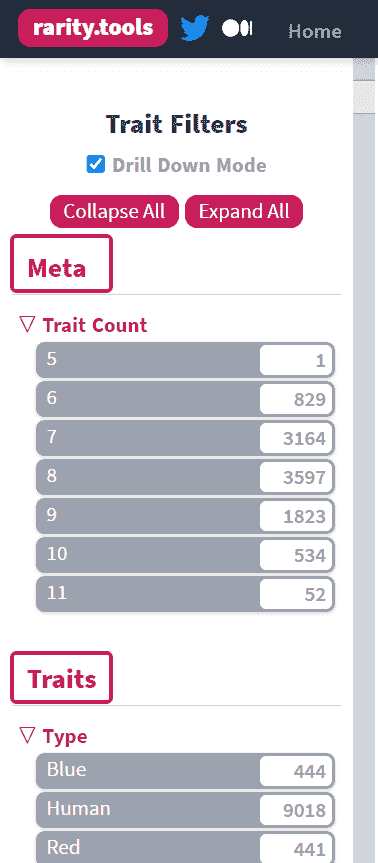 rarity.tools Home
Trait Filters
Drill Down Mode
Collapse All Expand All
Meta
▽ Trait Count
5 1
6 829
7 3164
8 3597
9 1823
10 534
11 52
Traits
▽ Type
Blue 444
Human 9018
Red 441